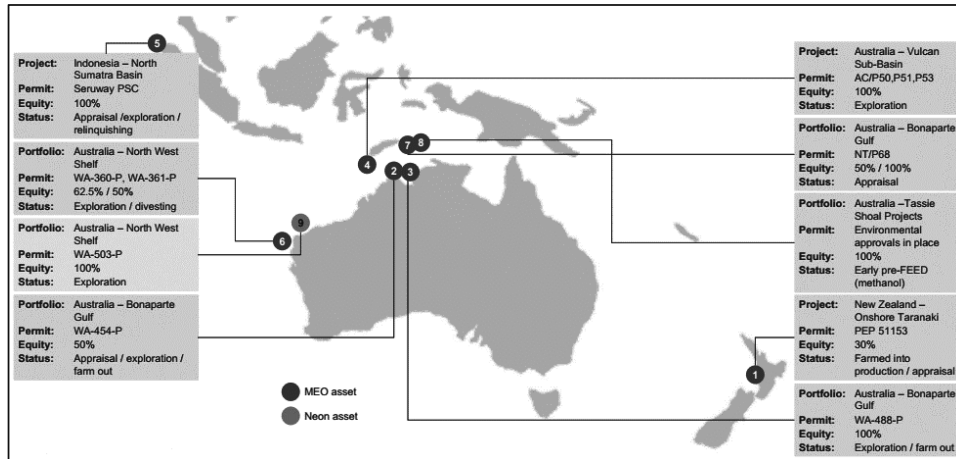 5
Project: Indonesia – North
Sumatra Basin
Permit: Seruway PSC
Equity: 100%
Status: Appraisal /exploration /
relinquishing
Portfolio: Australia – North West
Shelf
Permit: WA-360-P, WA-361-P
Equity: 62.5% / 50%
Status: Exploration / divesting
Portfolio: Australia – North West
Shelf
Permit: WA-503-P
Equity: 100%
Status: Exploration
Portfolio: Australia – Bonaparte
Gulf
Permit: WA-454-P
Equity: 50%
Status: Appraisal / exploration /
farm out
7 8
4
2 3
9
6
1
MEO asset
Neon asset
Project: Australia – Vulcan
Sub-Basin
Permit: AC/P50,P51,P53
Equity: 100%
Status: Exploration
Portfolio: Australia – Bonaparte
Gulf
Permit: NT/P68
Equity: 50% / 100%
Status: Appraisal
Portfolio: Australia –Tassie
Shoal Projects
Permit: Environmental
approvals in place
Equity: 100%
Status: Early pre-FEED
(methanol)
Project: New Zealand –
Onshore Taranaki
Permit: PEP 51153
Equity: 30%
Status: Farmed into
production / appraisal
Portfolio: Australia – Bonaparte
Gulf
Permit: WA-488-P
Equity: 100%
Status: Exploration / farm out